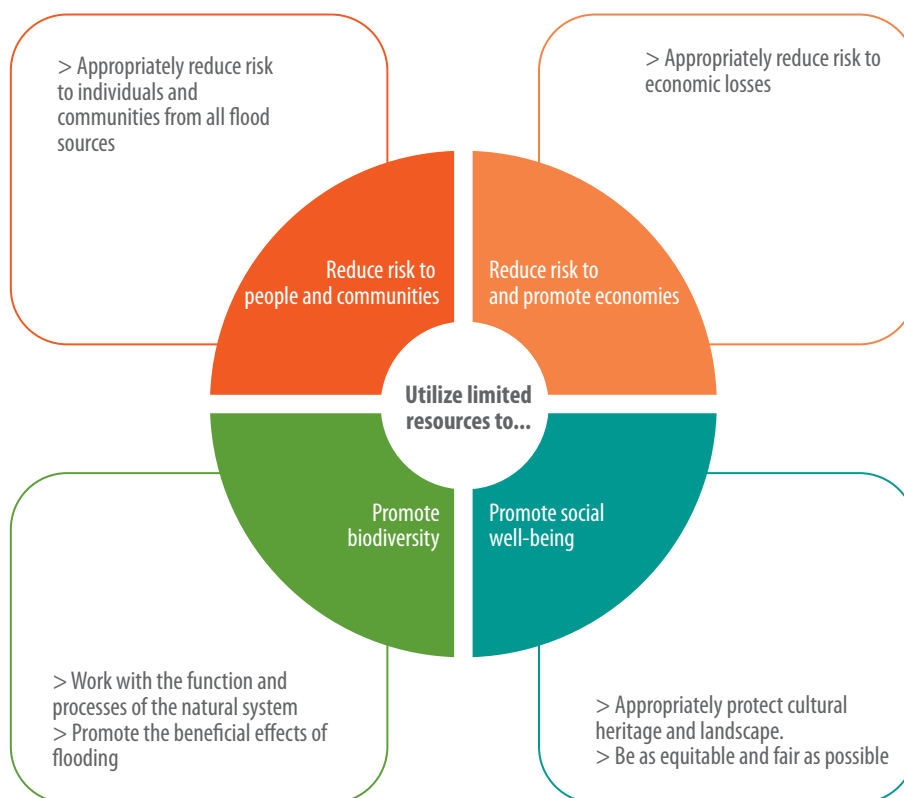 > Appropriately reduce risk
to individuals and
communities from all flood
sources
> Appropriately reduce risk to
economic losses
Reduce risk to
people and communities
Reduce risk to
and promote economies
Utilize limited
resources to...
Promote
biodiversity
Promote social
well-being
> Work with the function and
processes of the natural system
> Promote the beneficial effects of
flooding
> Appropriately protect cultural
heritage and landscape.
> Be as equitable and fair as possible